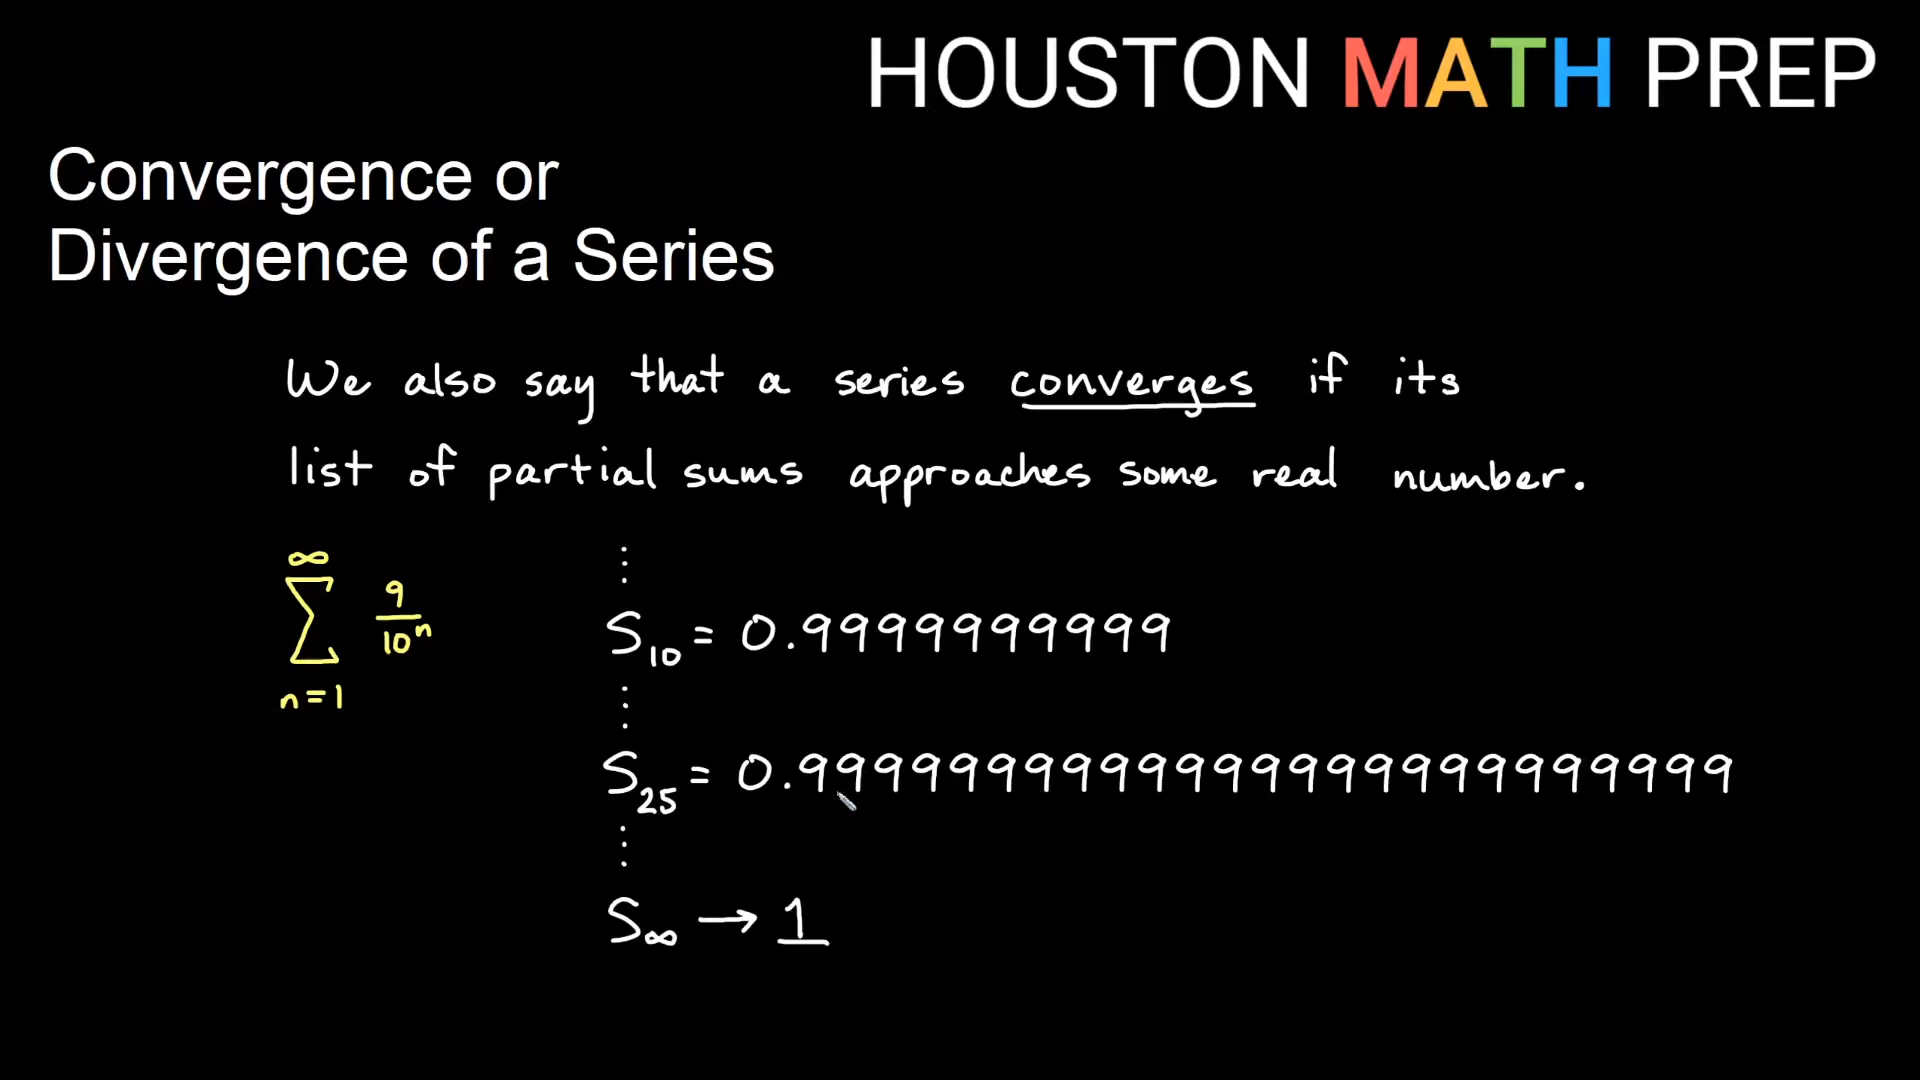 HOUSTON MATH PREP
Convergence or
Divergence of a Series
We also say that a series converges if its
list of partial sums approaches some real number.
∞
∑ 9/10ⁿ
n=1
⋮
S₁₀ = 0.9999999999
⋮
S₂₅ = 0.9999999999999999999999999
⋮
S∞ → 1